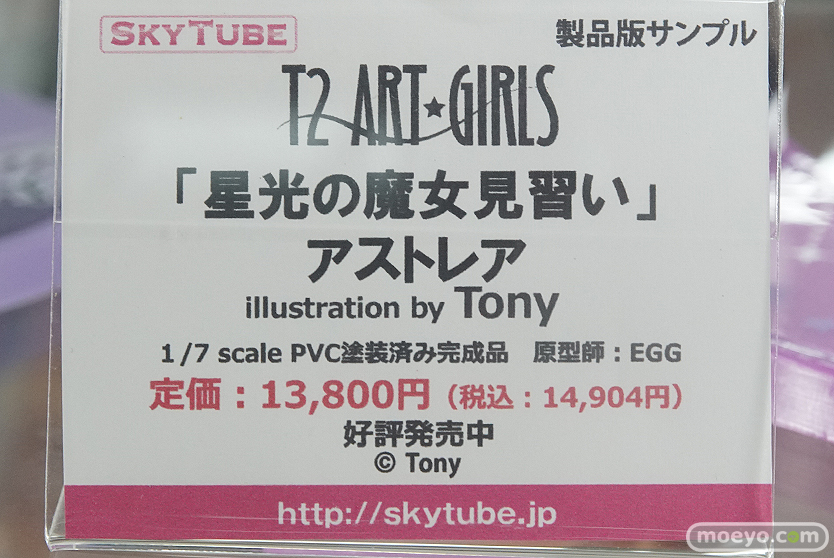 SKYTUBE
製品版サンプル
T2 ART★GIRLS
「星光の魔女見習い」
アストレア
illustration by Tony
1/7 scale PVC塗装済み完成品　原型師：EGG
定価：13,800円（税込：14,904円）
好評発売中
© Tony
http://skytube.jp
moeyo.com